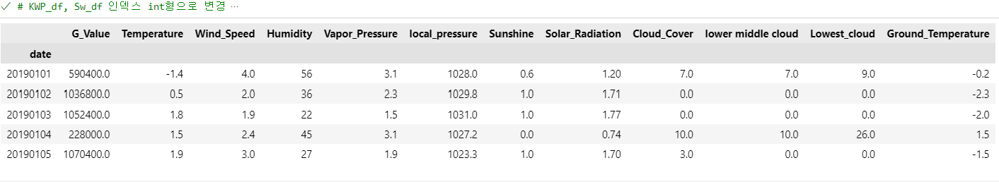 # KWP_df, Sw_df 인덱스 int형으로 변경 ···
G_Value Temperature Wind_Speed Humidity Vapor_Pressure local_pressure Sunshine Solar_Radiation Cloud_Cover lower middle cloud Lowest_cloud Ground_Temperature
date
20190101 590400.0 -1.4 4.0 56 3.1 1028.0 0.6 1.20 7.0 7.0 9.0 -0.2
20190102 1036800.0 0.5 2.0 36 2.3 1029.8 1.0 1.71 0.0 0.0 0.0 -2.3
20190103 1052400.0 1.8 1.9 22 1.5 1031.0 1.0 1.77 0.0 0.0 0.0 -2.0
20190104 228000.0 1.5 2.4 45 3.1 1027.2 0.0 0.74 10.0 10.0 26.0 1.5
20190105 1070400.0 1.9 3.0 27 1.9 1023.3 1.0 1.70 3.0 0.0 0.0 -1.5